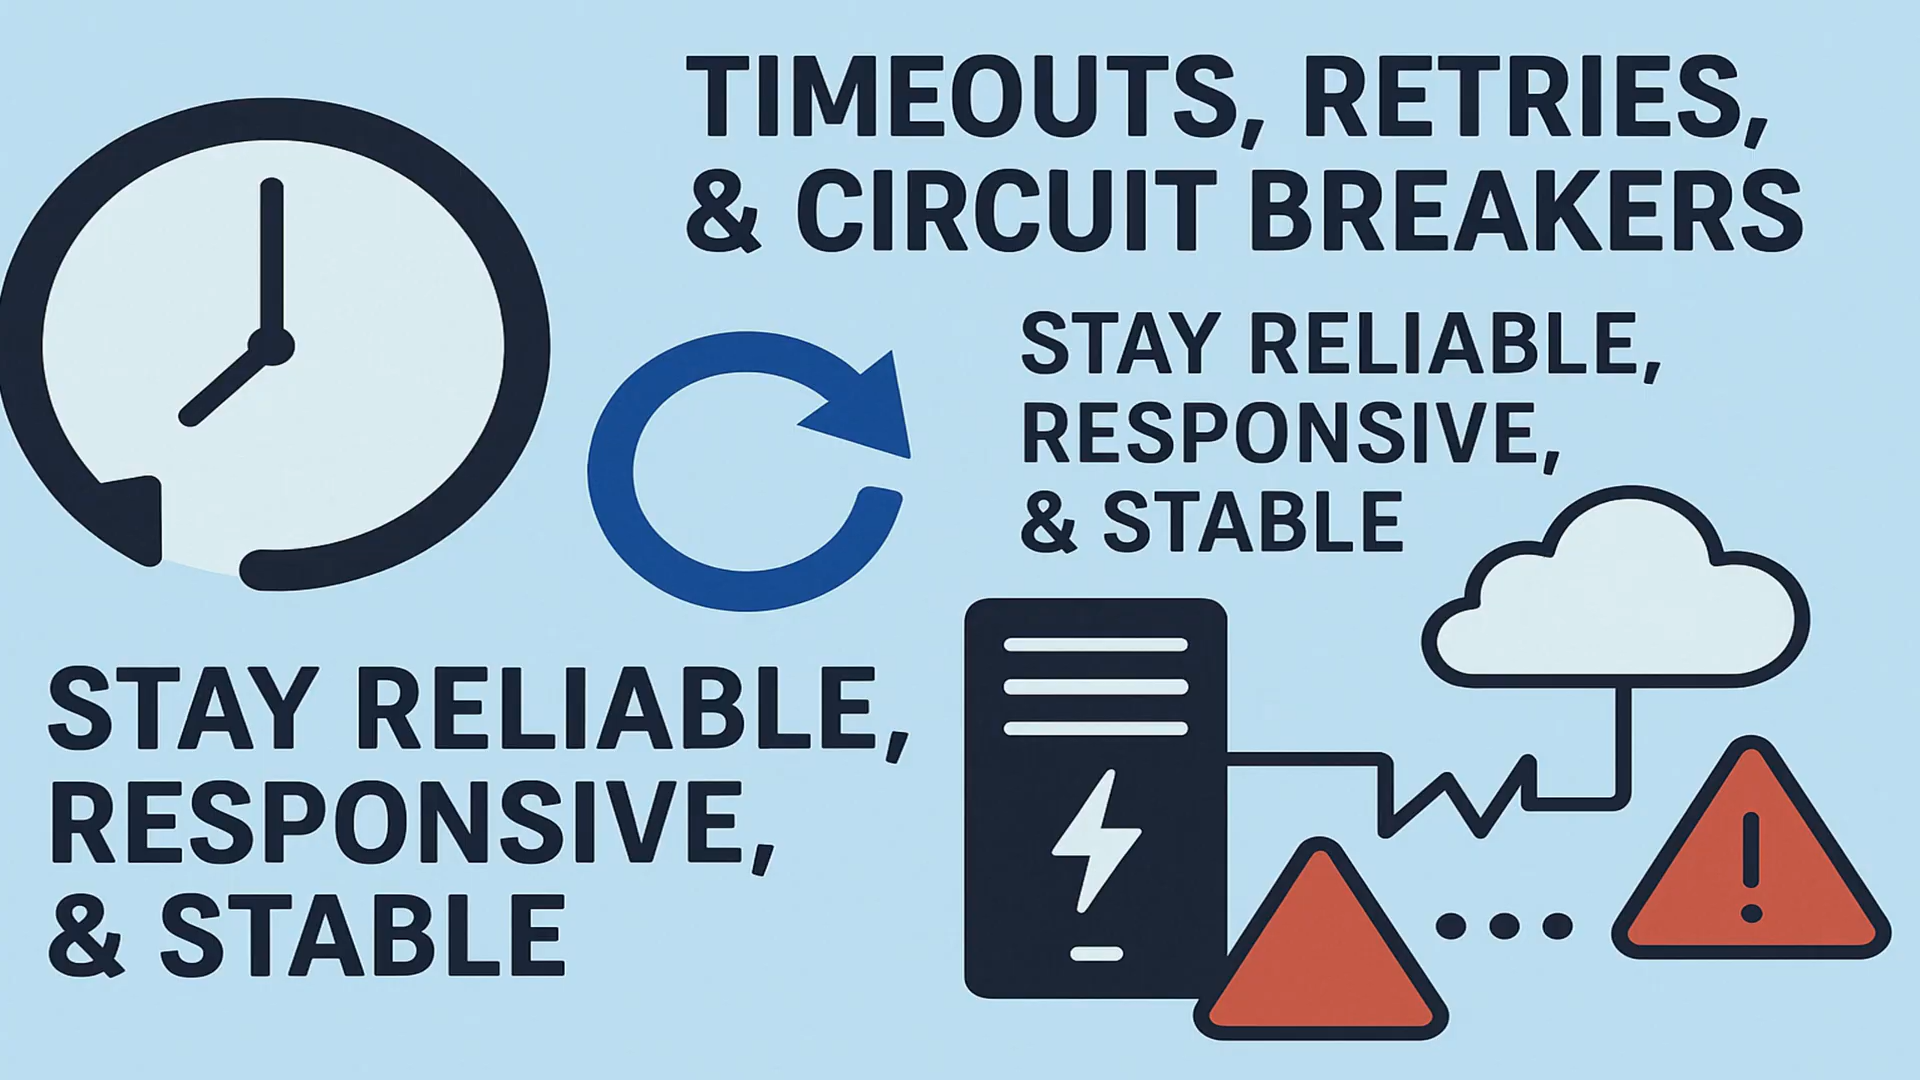 TIMEOUTS, RETRIES,
& CIRCUIT BREAKERS
STAY RELIABLE,
RESPONSIVE,
& STABLE
STAY RELIABLE,
RESPONSIVE,
& STABLE